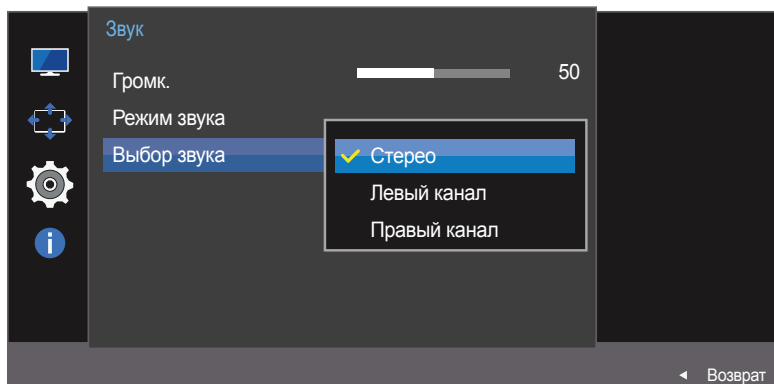 Звук
Громк. 50
Режим звука
Выбор звука
Стерео
Левый канал
Правый канал
Возврат